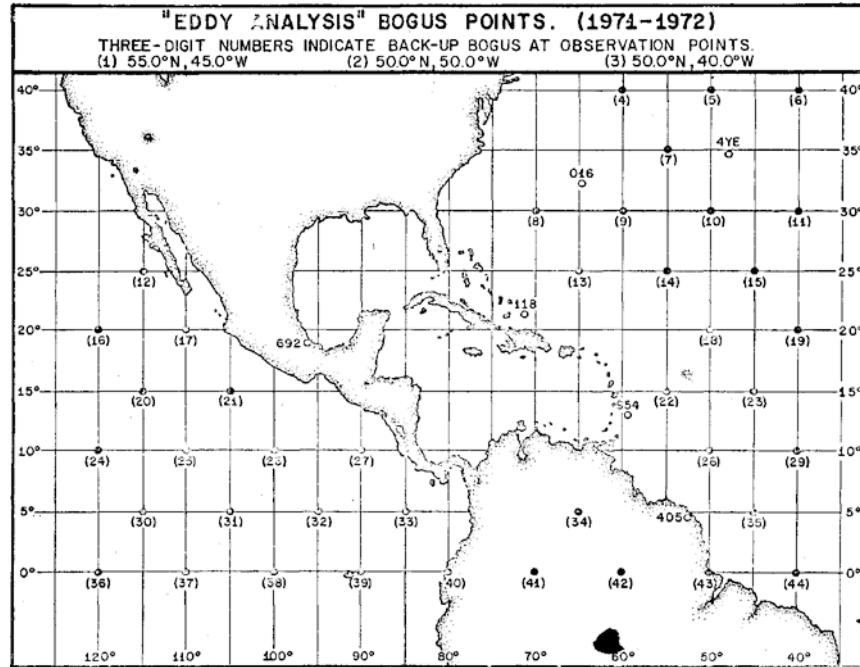 "EDDY ANALYSIS" BOGUS POINTS. (1971-1972)
THREE-DIGIT NUMBERS INDICATE BACK-UP BOGUS AT OBSERVATION POINTS.
(1) 55.0°N, 45.0°W (2) 50.0°N, 50.0°W (3) 50.0°N, 40.0°W
40° (4) (5) (6) 40°
35° (7) 4YE 35°
016
30° (8) (9) (10) (11) 30°
25° (12) (13) (14) (15) 25°
118
20° (16) (17) (18) (19) 20°
692
15° (20) (21) (22) (23) 15°
554
10° (24) (25) (26) (27) (26) (29) 10°
5° (30) (31) (32) (33) (34) 405 (35) 5°
0° (36) (37) (38) (39) (40) (41) (42) (43) (44) 0°
120° 110° 100° 90° 80° 70° 60° 50° 40°